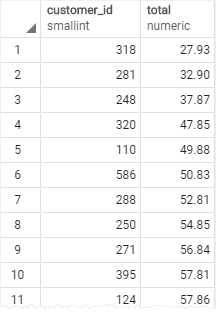 customer_id total
smallint numeric
1 318 27.93
2 281 32.90
3 248 37.87
4 320 47.85
5 110 49.88
6 586 50.83
7 288 52.81
8 250 54.85
9 271 56.84
10 395 57.81
11 124 57.86